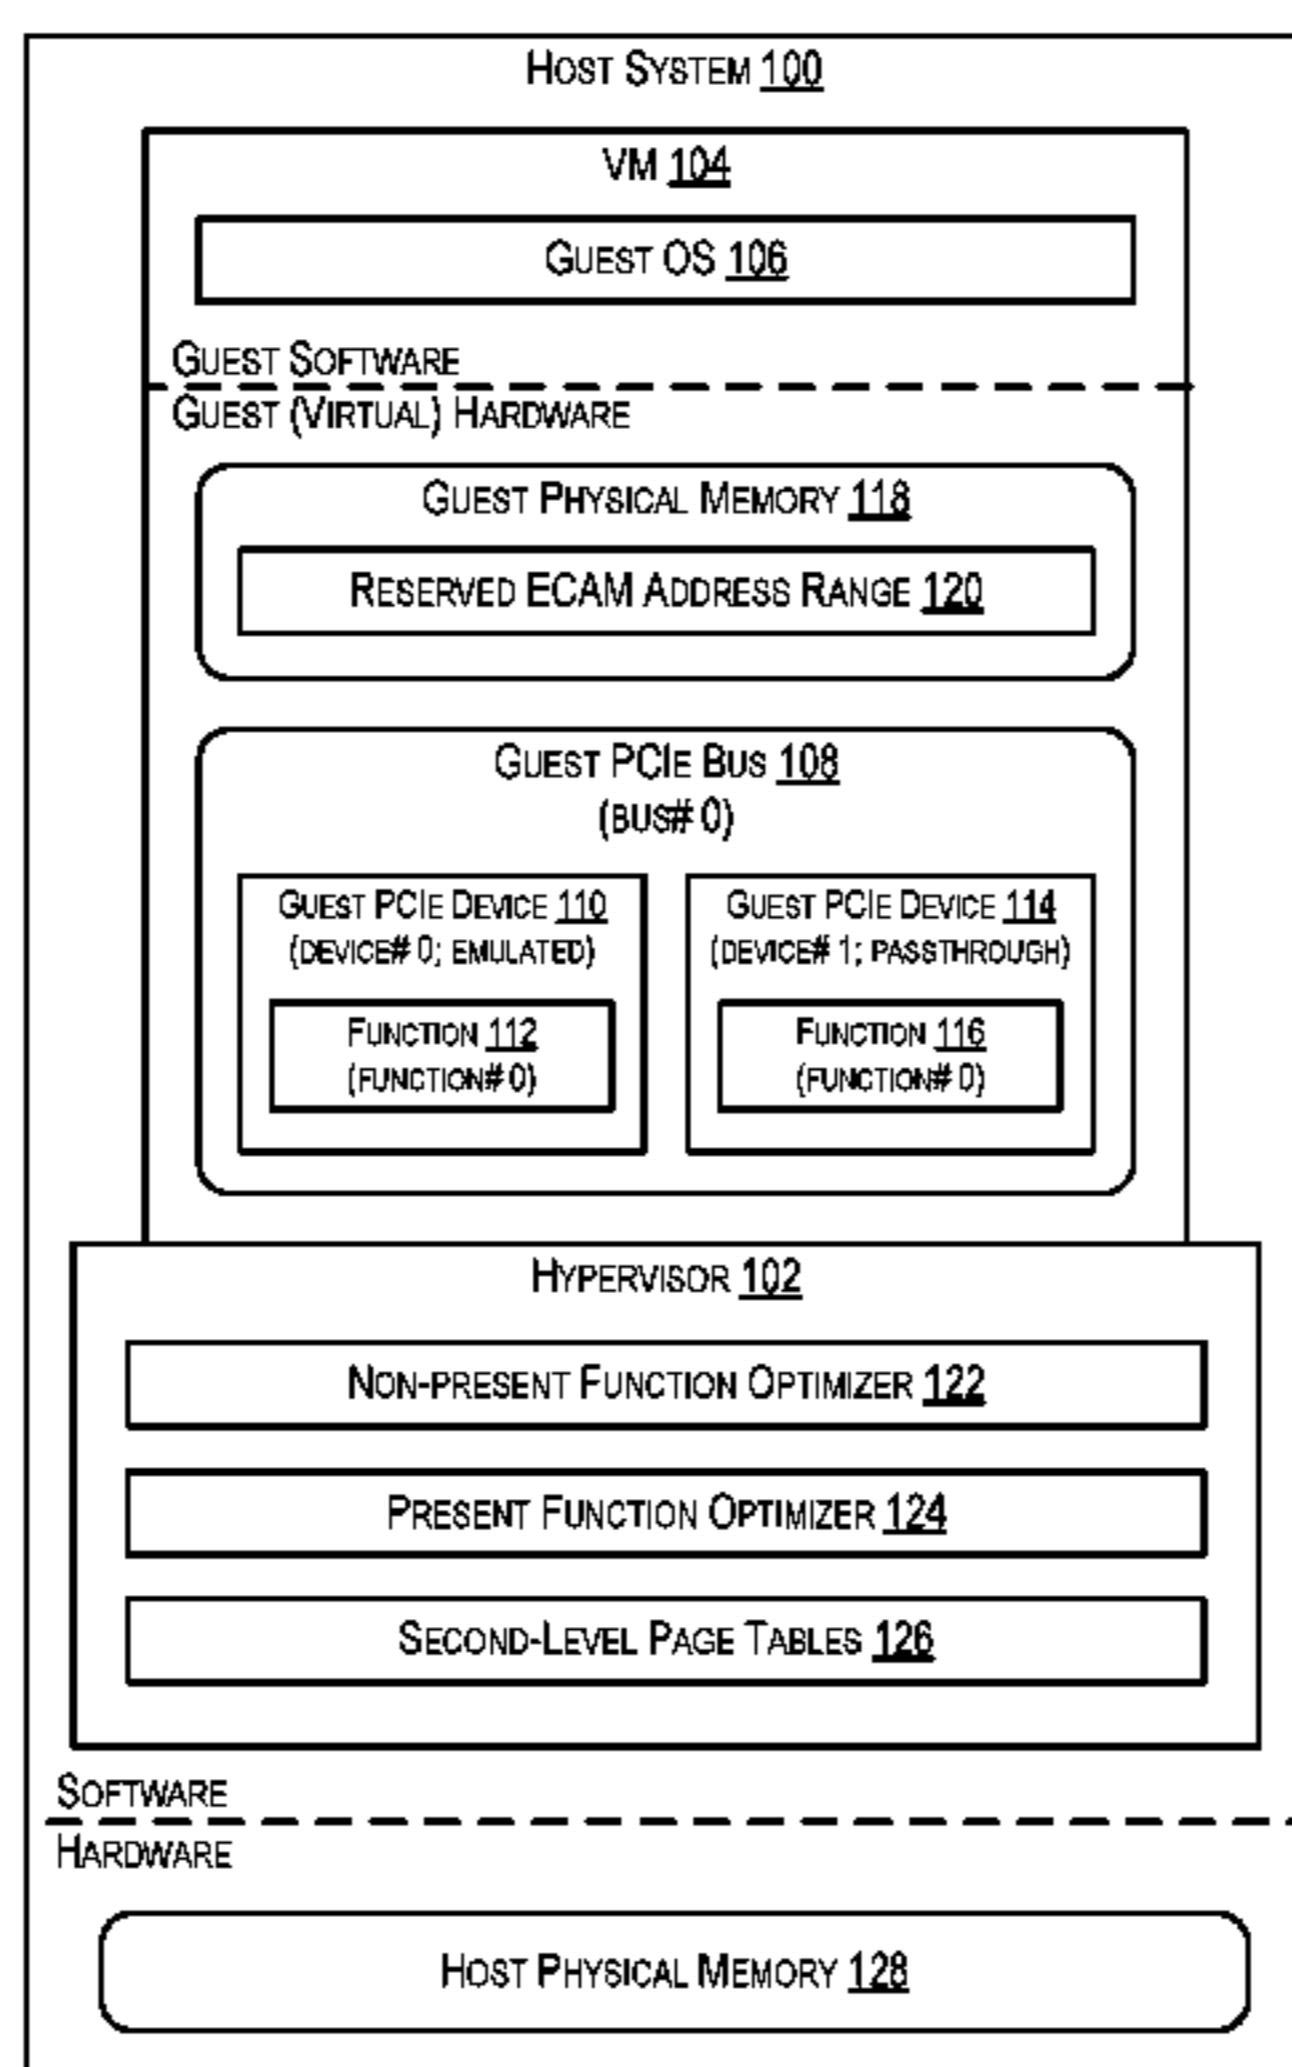 HOST SYSTEM 100
VM 104
GUEST OS 106
GUEST SOFTWARE
GUEST (VIRTUAL) HARDWARE
GUEST PHYSICAL MEMORY 118
RESERVED ECAM ADDRESS RANGE 120
GUEST PCIE BUS 108
(BUS# 0)
GUEST PCIE DEVICE 110
(DEVICE# 0; EMULATED)
FUNCTION 112
(FUNCTION# 0)
GUEST PCIE DEVICE 114
(DEVICE# 1; PASSTHROUGH)
FUNCTION 116
(FUNCTION# 0)
HYPERVISOR 102
NON-PRESENT FUNCTION OPTIMIZER 122
PRESENT FUNCTION OPTIMIZER 124
SECOND-LEVEL PAGE TABLES 126
SOFTWARE
HARDWARE
HOST PHYSICAL MEMORY 128